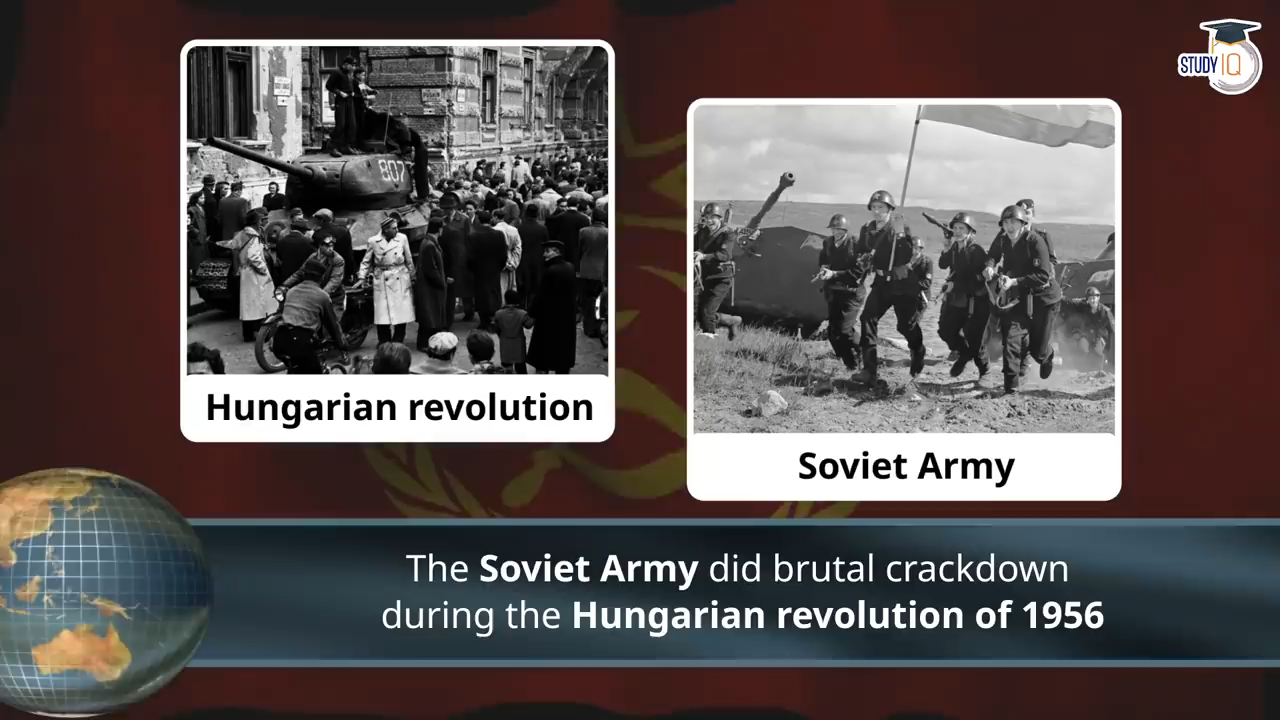 STUDY IQ
807
Hungarian revolution
Soviet Army
The Soviet Army did brutal crackdown
during the Hungarian revolution of 1956